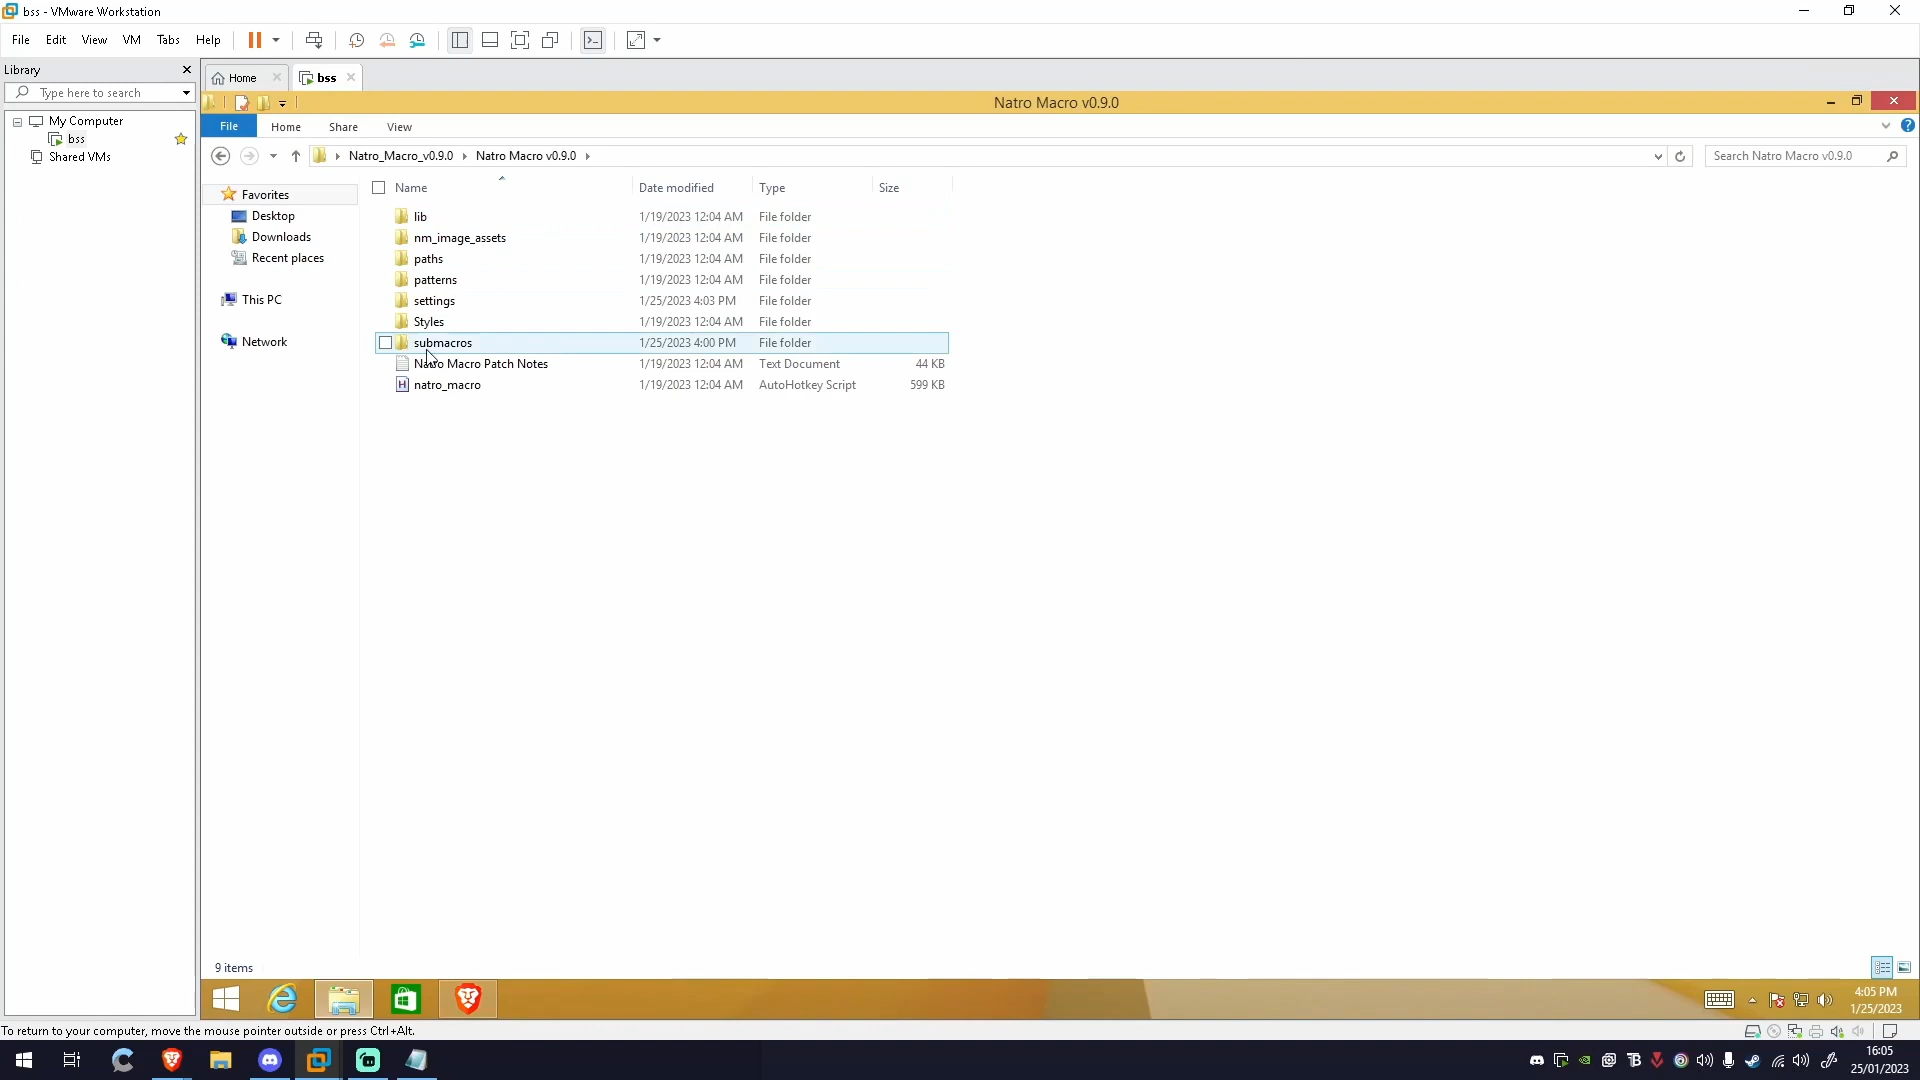 bss - VMware Workstation
File Edit View VM Tabs Help
Library
Type here to search
My Computer
bss
Shared VMs
Home
bss
Natro Macro v0.9.0
File Home Share View
Natro_Macro_v0.9.0 Natro Macro v0.9.0
Search Natro Macro v0.9.0
Favorites
Desktop
Downloads
Recent places
This PC
Network
Name Date modified Type Size
lib 1/19/2023 12:04 AM File folder
nm_image_assets 1/19/2023 12:04 AM File folder
paths 1/19/2023 12:04 AM File folder
patterns 1/19/2023 12:04 AM File folder
settings 1/25/2023 4:03 PM File folder
Styles 1/19/2023 12:04 AM File folder
submacros 1/25/2023 4:00 PM File folder
Natro Macro Patch Notes 1/19/2023 12:04 AM Text Document 44 KB
natro_macro 1/19/2023 12:04 AM AutoHotkey Script 599 KB
9 items
4:05 PM
1/25/2023
To return to your computer, move the mouse pointer outside or press Ctrl+Alt.
16:05
25/01/2023